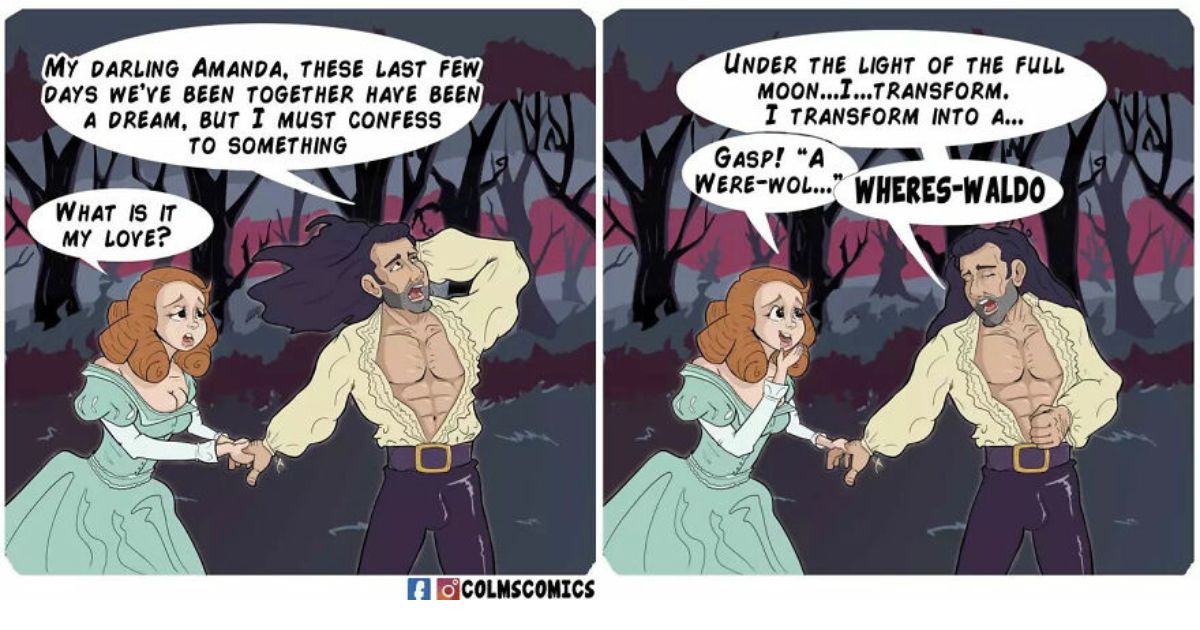 My darling Amanda, these last few
days we've been together have been
a dream, but I must confess
to something
What is it
my love?
Under the light of the full
moon...I...transform.
I transform into a...
Gasp! "A
were-wol..."
WHERES-WALDO
COLMSCOMICS